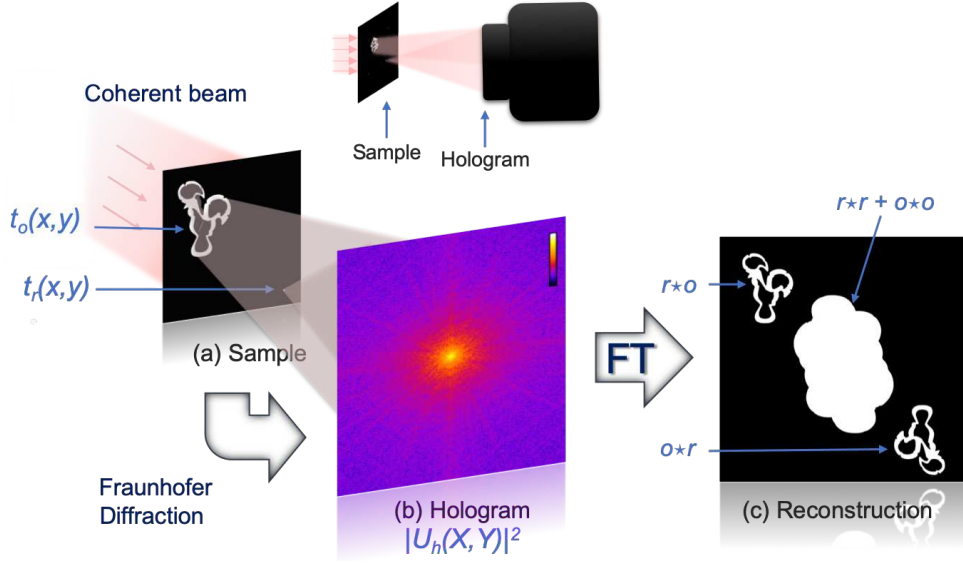 Coherent beam
Sample
Hologram
t_o(x,y)
t_r(x,y)
(a) Sample
r⋆r + o⋆o
r⋆o
FT
o⋆r
Fraunhofer
Diffraction
(b) Hologram
|U_h(X,Y)|²
(c) Reconstruction